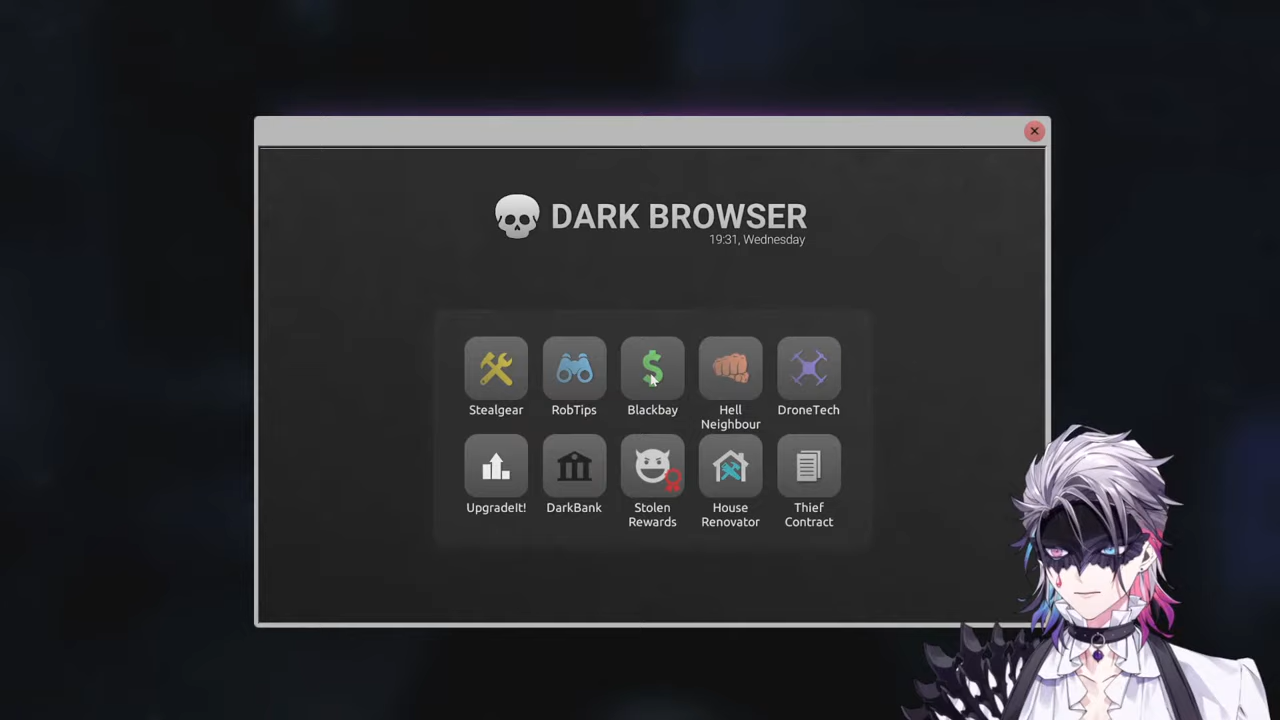 DARK BROWSER
19:31, Wednesday
Stealgear
RobTips
Blackbay
Hell
Neighbour
DroneTech
UpgradeIt!
DarkBank
Stolen
Rewards
House
Renovator
Thief
Contract